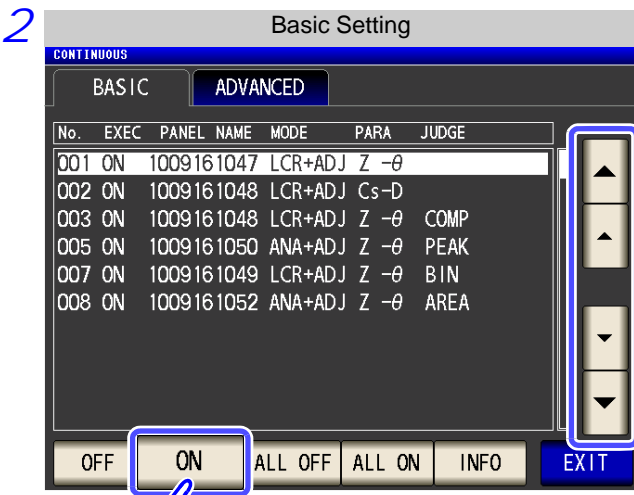 2
Basic Setting
CONTINUOUS
BASIC ADVANCED
No. EXEC PANEL NAME MODE PARA JUDGE
001 ON 1009161047 LCR+ADJ Z -θ
002 ON 1009161048 LCR+ADJ Cs-D
003 ON 1009161048 LCR+ADJ Z -θ COMP
005 ON 1009161050 ANA+ADJ Z -θ PEAK
007 ON 1009161049 LCR+ADJ Z -θ BIN
008 ON 1009161052 ANA+ADJ Z -θ AREA
OFF ON ALL OFF ALL ON INFO EXIT